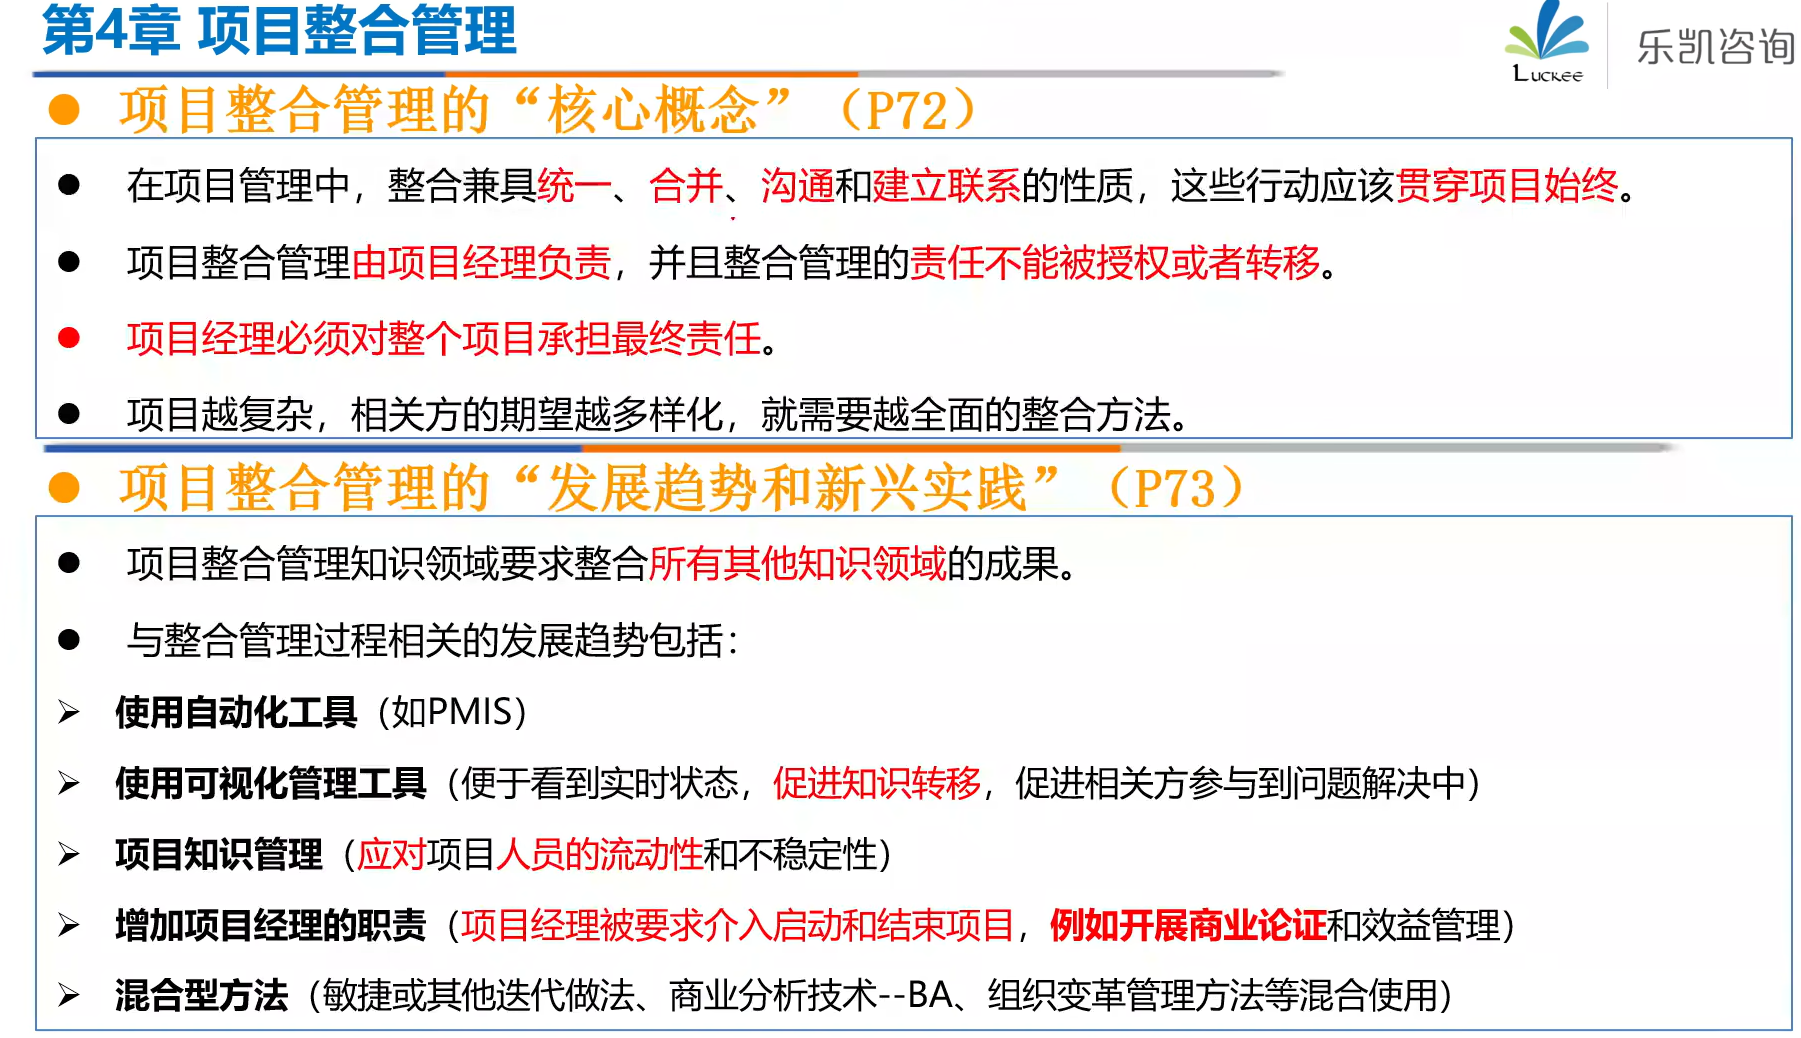 第4章 项目整合管理
LUCKEE
乐凯咨询
● 项目整合管理的“核心概念”（P72）
● 在项目管理中，整合兼具统一、合并、沟通和建立联系的性质，这些行动应该贯穿项目始终。
● 项目整合管理由项目经理负责，并且整合管理的责任不能被授权或者转移。
● 项目经理必须对整个项目承担最终责任。
● 项目越复杂，相关方的期望越多样化，就需要越全面的整合方法。
● 项目整合管理的“发展趋势和新兴实践”（P73）
● 项目整合管理知识领域要求整合所有其他知识领域的成果。
● 与整合管理过程相关的发展趋势包括：
➢ 使用自动化工具（如PMIS）
➢ 使用可视化管理工具（便于看到实时状态，促进知识转移，促进相关方参与到问题解决中）
➢ 项目知识管理（应对项目人员的流动性和不稳定性）
➢ 增加项目经理的职责（项目经理被要求介入启动和结束项目，例如开展商业论证和效益管理）
➢ 混合型方法（敏捷或其他迭代做法、商业分析技术--BA、组织变革管理方法等混合使用）